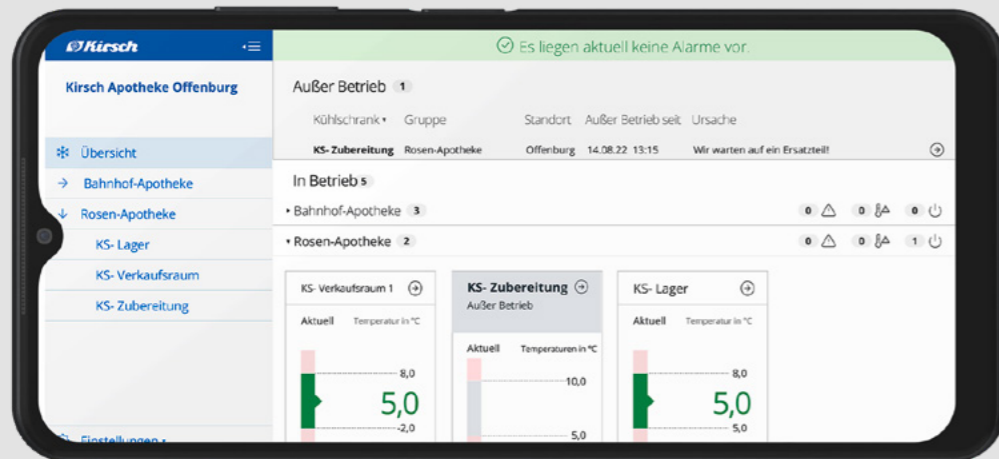 Kirsch
Kirsch Apotheke Offenburg
Übersicht
Bahnhof-Apotheke
Rosen-Apotheke
KS- Lager
KS- Verkaufsraum
KS- Zubereitung
Einstellungen
Es liegen aktuell keine Alarme vor.
Außer Betrieb 1
Kühlschrank Gruppe Standort Außer Betrieb seit Ursache
KS- Zubereitung Rosen-Apotheke Offenburg 14.08.22 13:15 Wir warten auf ein Ersatzteil!
In Betrieb 5
Bahnhof-Apotheke 3 0 0 0
Rosen-Apotheke 2 0 0 1
KS- Verkaufsraum 1
Aktuell Temperatur in °C
8,0
5,0
-2,0
KS- Zubereitung
Außer Betrieb
Aktuell Temperaturen in °C
10,0
5,0
KS- Lager
Aktuell Temperatur in °C
8,0
5,0
5,0